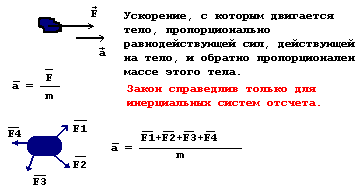 F
a
Ускорение, с которым двигается
тело, пропорционально
равнодействующей сил, действующей
на тело, и обратно пропорционален
массе этого тела.
Закон справедлив только для
инерциальных систем отсчета.
a = F
m
F4
F1
F2
F3
a = F1+F2+F3+F4
m